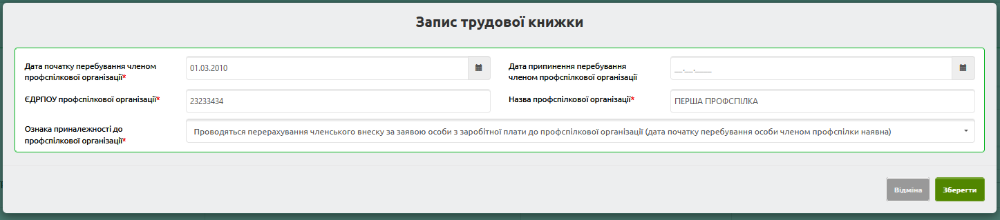 Запис трудової книжки
Дата початку перебування членом
профспілкової організації*
01.03.2010
Дата припинення перебування
членом профспілкової організації
__.__.____
ЄДРПОУ профспілкової організації*
23233434
Назва профспілкової організації*
ПЕРША ПРОФСПІЛКА
Ознака приналежності до
профспілкової організації*
Проводяться перерахування членського внеску за заявою особи з заробітної плати до профспілкової організації (дата початку перебування особи членом профспілки наявна)
Відміна
Зберегти